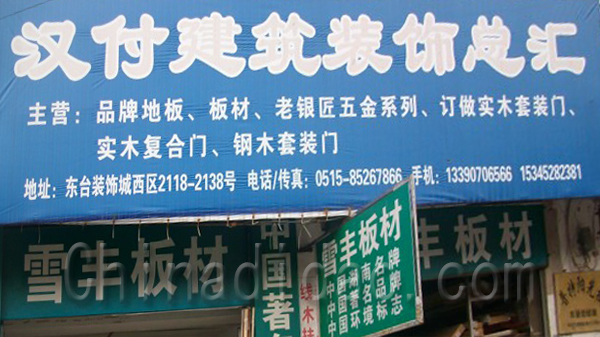 汉付建筑装饰总汇
主营：品牌地板、板材、老银匠五金系列、订做实木套装门、
实木复合门、钢木套装门
地址：东台装饰城西区2118-2138号 电话/传真：0515-85267866 手机：13390706566 15345282381
雪丰板材
中国著名
线木挂
雪丰板材
中国湖南名牌
中国著名品牌
中国环境标志
雪丰板材